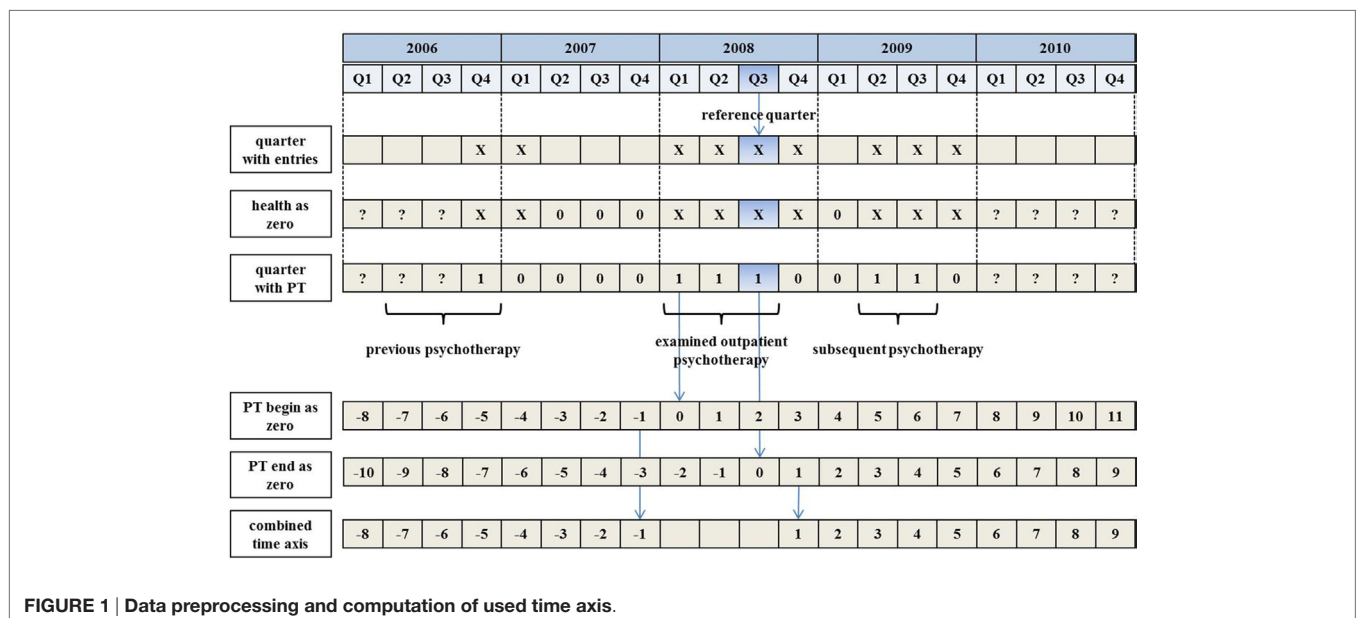 2006 2007 2008 2009 2010
Q1 Q2 Q3 Q4 Q1 Q2 Q3 Q4 Q1 Q2 Q3 Q4 Q1 Q2 Q3 Q4 Q1 Q2 Q3 Q4
reference quarter
quarter
with entries
X X X X X X X X X
health as
zero
? ? ? X X 0 0 0 X X X X 0 X X X ? ? ? ?
quarter
with PT
? ? ? 1 0 0 0 0 1 1 1 0 0 1 1 0 ? ? ? ?
previous psychotherapy
examined outpatient
psychotherapy
subsequent psychotherapy
PT begin as
zero
-8 -7 -6 -5 -4 -3 -2 -1 0 1 2 3 4 5 6 7 8 9 10 11
PT end as
zero
-10 -9 -8 -7 -6 -5 -4 -3 -2 -1 0 1 2 3 4 5 6 7 8 9
combined
time axis
-8 -7 -6 -5 -4 -3 -2 -1 1 2 3 4 5 6 7 8 9
FIGURE 1 | Data preprocessing and computation of used time axis.